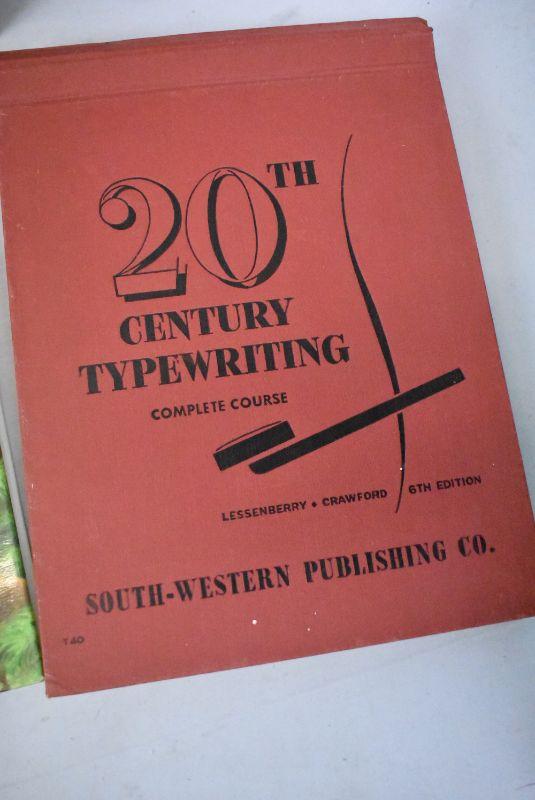 20TH
CENTURY
TYPEWRITING
COMPLETE COURSE
LESSENBERRY • CRAWFORD 6TH EDITION
SOUTH-WESTERN PUBLISHING CO.
T40